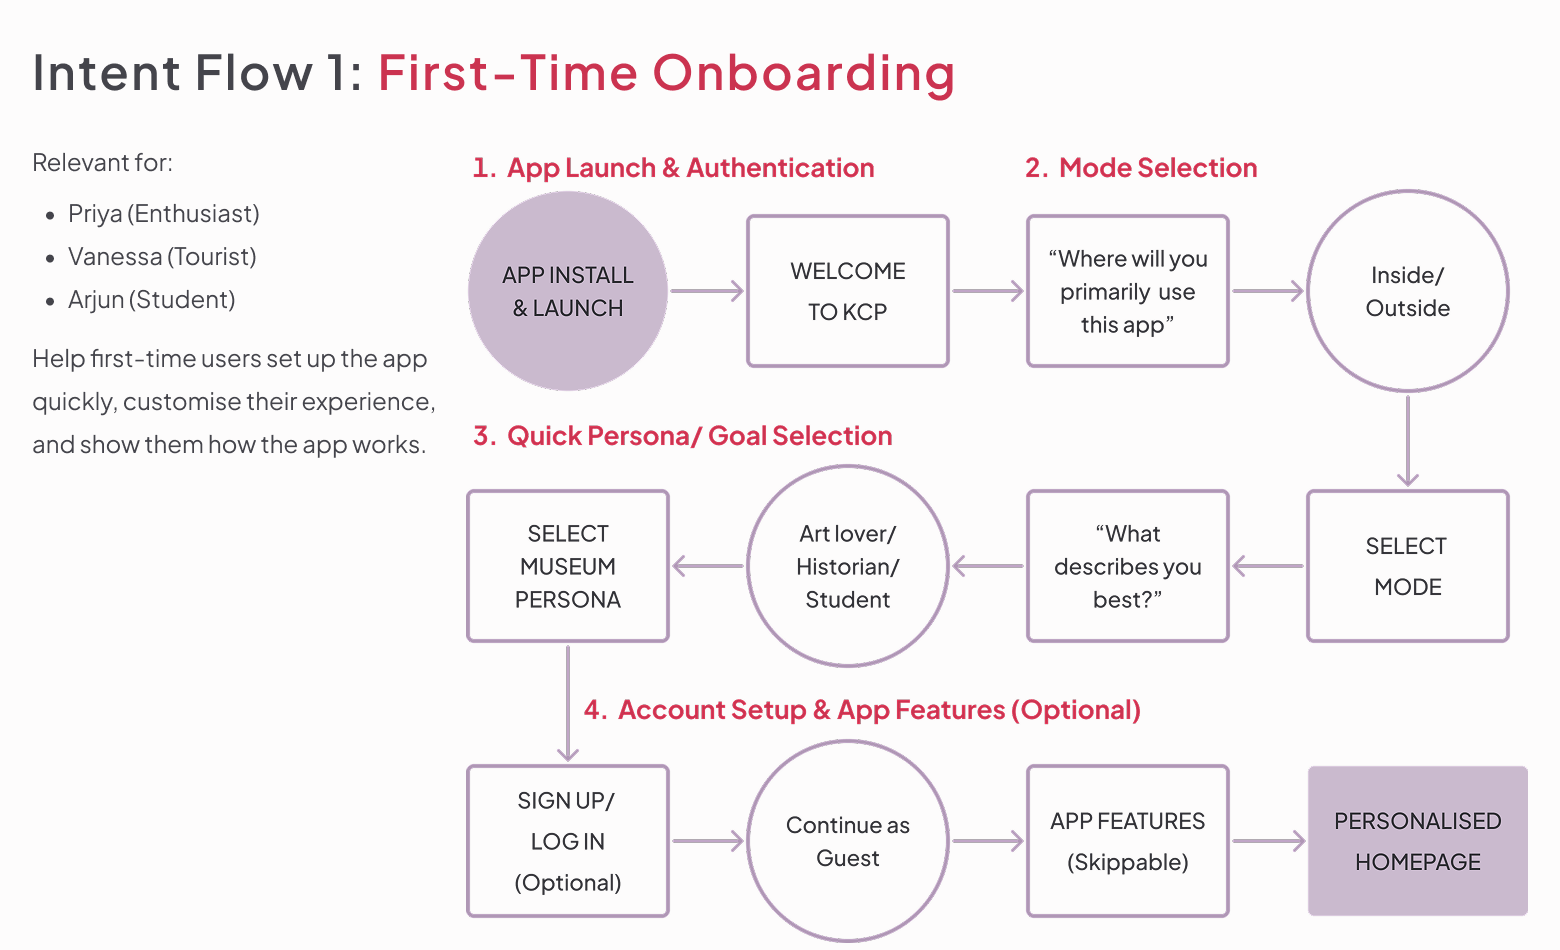 Intent Flow 1: First-Time Onboarding
Relevant for:
• Priya (Enthusiast)
• Vanessa (Tourist)
• Arjun (Student)
Help first-time users set up the app
quickly, customise their experience,
and show them how the app works.
1. App Launch & Authentication
APP INSTALL
& LAUNCH
WELCOME
TO KCP
2. Mode Selection
“Where will you
primarily use
this app”
Inside/
Outside
SELECT
MODE
3. Quick Persona/ Goal Selection
“What
describes you
best?”
Art lover/
Historian/
Student
SELECT
MUSEUM
PERSONA
4. Account Setup & App Features (Optional)
SIGN UP/
LOG IN
(Optional)
Continue as
Guest
APP FEATURES
(Skippable)
PERSONALISED
HOMEPAGE